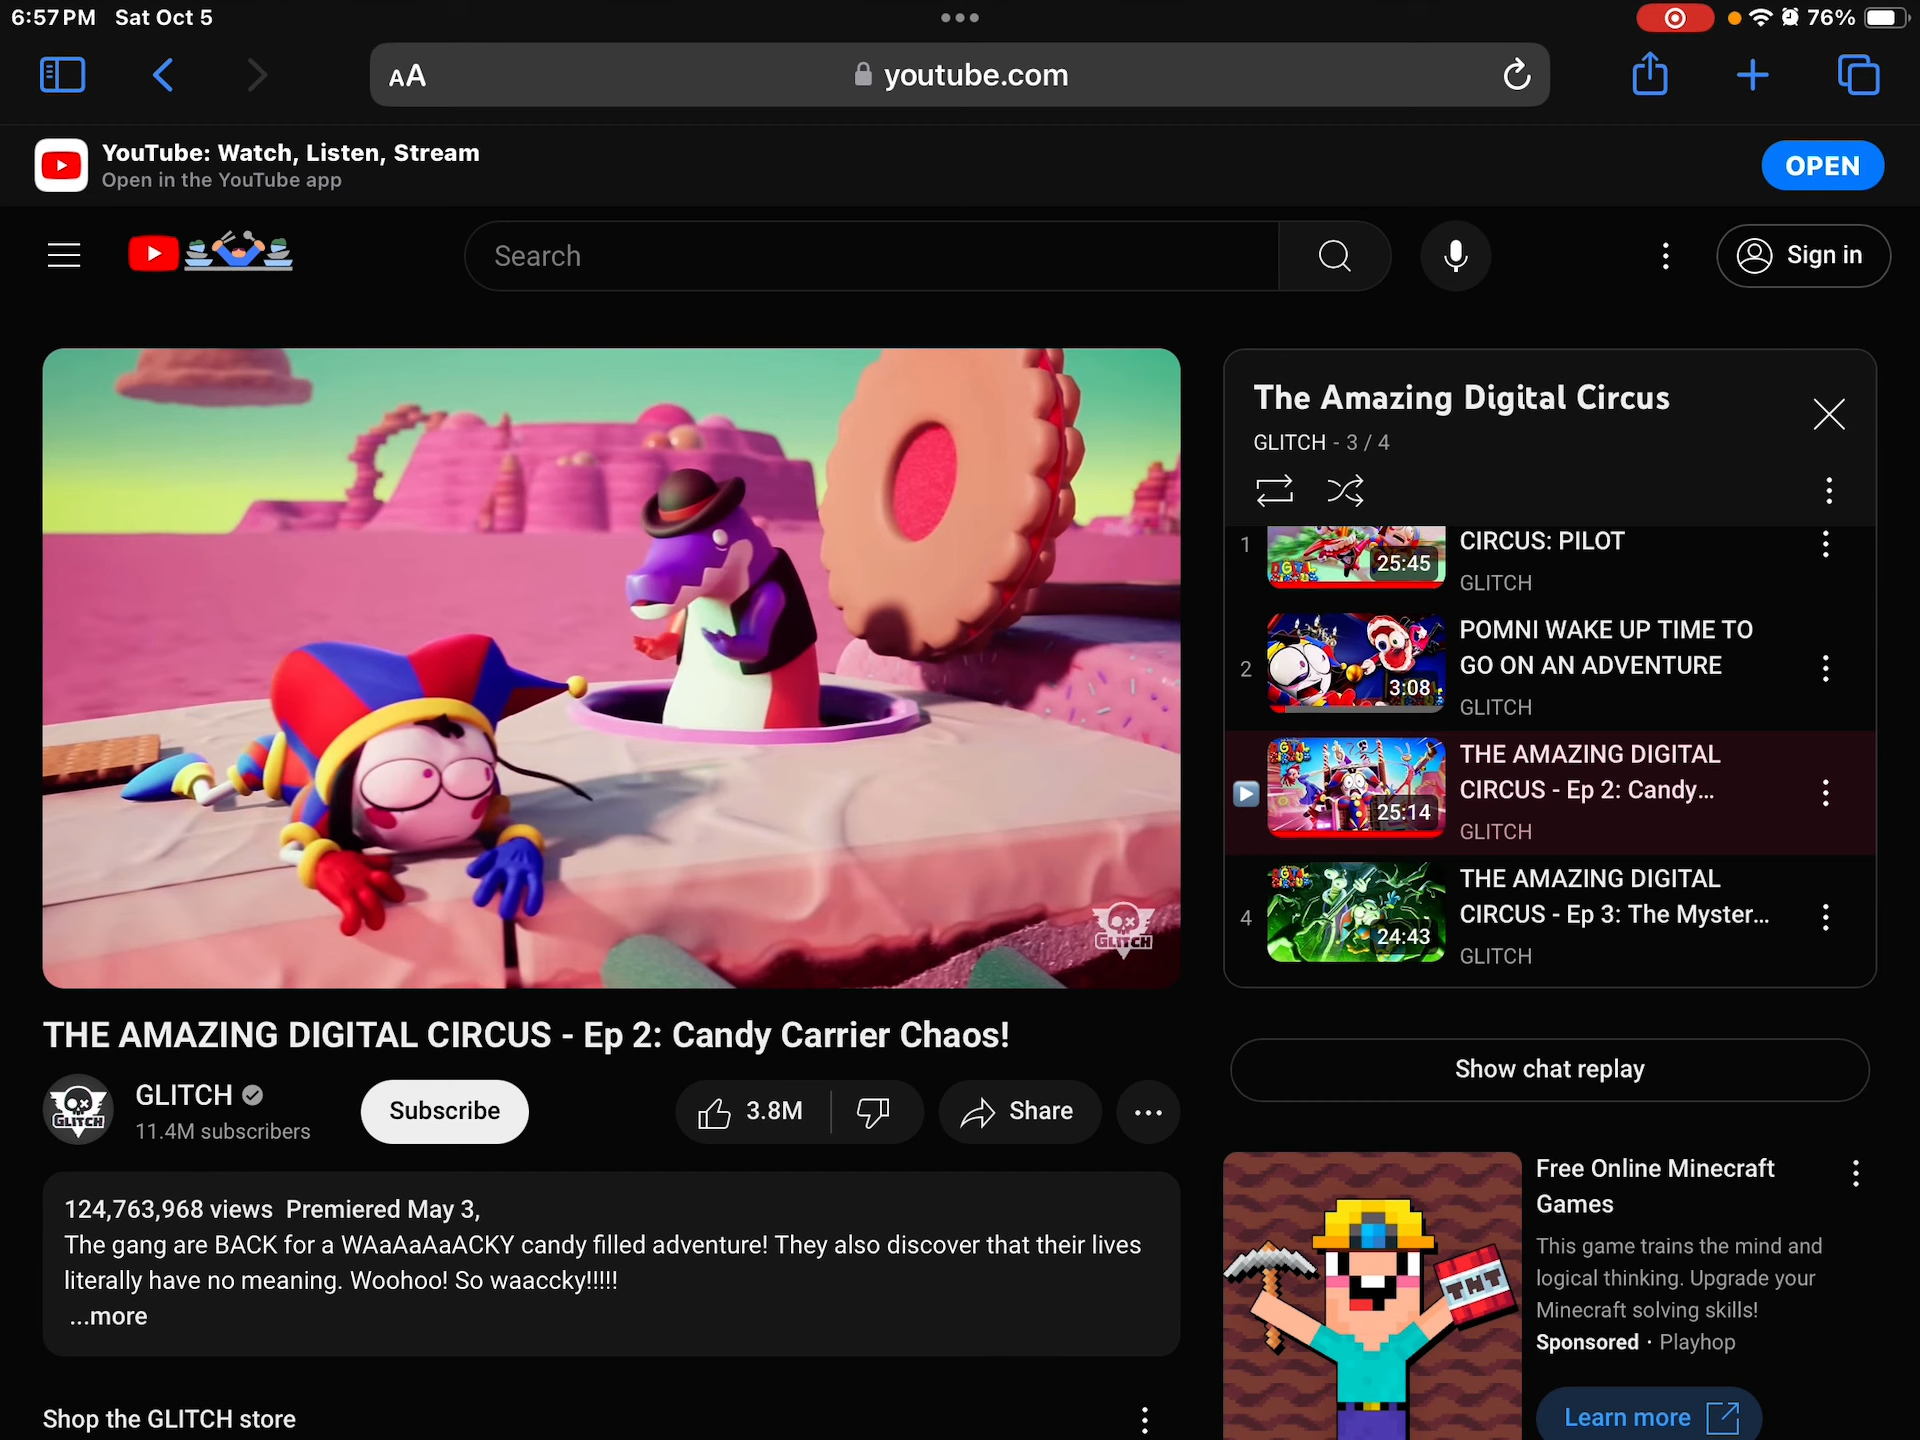 6:57 PM Sat Oct 5
76%
AA
youtube.com
YouTube: Watch, Listen, Stream
Open in the YouTube app
OPEN
Search
Sign in
GLITCH
The Amazing Digital Circus
GLITCH - 3 / 4
1
25:45
CIRCUS: PILOT
GLITCH
2
3:08
POMNI WAKE UP TIME TO
GO ON AN ADVENTURE
GLITCH
25:14
THE AMAZING DIGITAL
CIRCUS - Ep 2: Candy...
GLITCH
4
24:43
THE AMAZING DIGITAL
CIRCUS - Ep 3: The Myster...
GLITCH
THE AMAZING DIGITAL CIRCUS - Ep 2: Candy Carrier Chaos!
GLITCH
GLITCH
11.4M subscribers
Subscribe
3.8M
Share
124,763,968 views Premiered May 3,
The gang are BACK for a WAaAaAaACKY candy filled adventure! They also discover that their lives
literally have no meaning. Woohoo! So waaccky!!!!!
...more
Shop the GLITCH store
Show chat replay
TNT
Free Online Minecraft
Games
This game trains the mind and
logical thinking. Upgrade your
Minecraft solving skills!
Sponsored · Playhop
Learn more